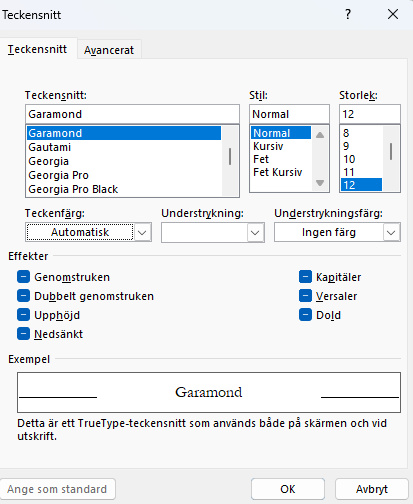 Teckensnitt
Teckensnitt Avancerat
Teckensnitt: Stil: Storlek:
Garamond Normal 12
Garamond Normal 8
Gautami Kursiv 9
Georgia Fet 10
Georgia Pro Fet Kursiv 11
Georgia Pro Black 12
Teckenfärg: Understrykning: Understrykningsfärg:
Automatisk Ingen färg
Effekter
Genomstruken Kapitäler
Dubbelt genomstruken Versaler
Upphöjd Dold
Nedsänkt
Exempel
Garamond
Detta är ett TrueType-teckensnitt som används både på skärmen och vid
utskrift.
Ange som standard OK Avbryt